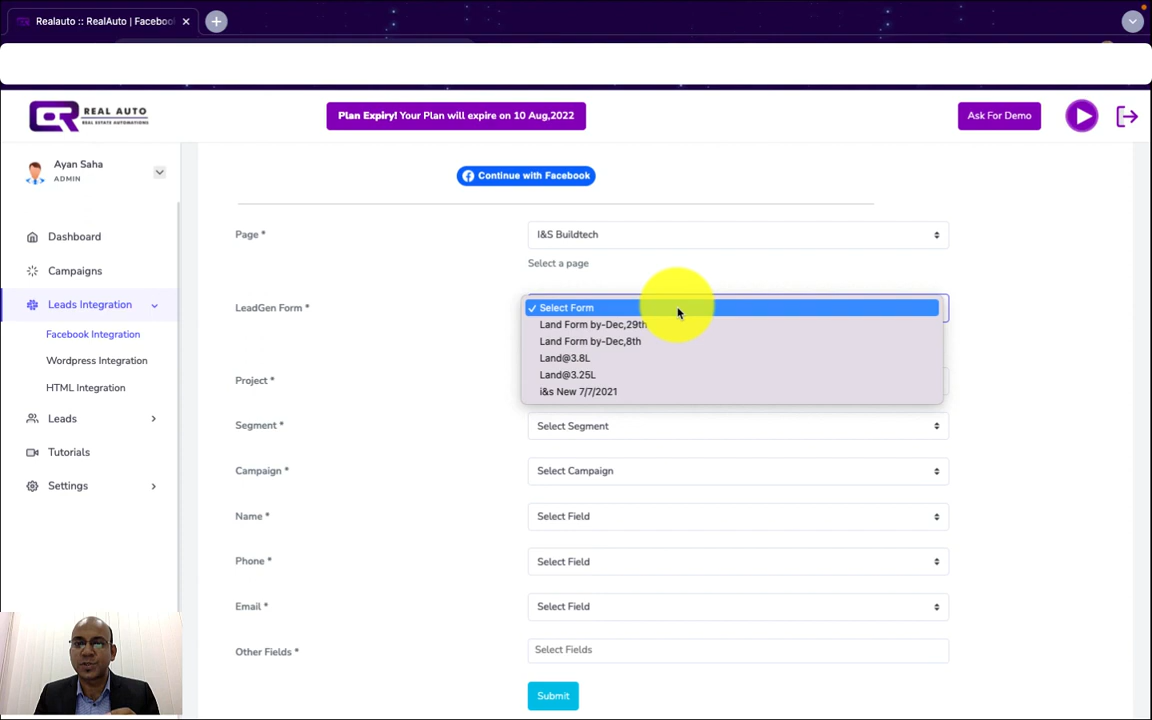 Realauto :: RealAuto | Faceboo
REAL AUTO
REAL ESTATE AUTOMATIONS
Plan Expiry! Your Plan will expire on 10 Aug,2022
Ask For Demo
Ayan Saha
ADMIN
Dashboard
Campaigns
Leads Integration
Facebook Integration
Wordpress Integration
HTML Integration
Leads
Tutorials
Settings
Continue with Facebook
Page *
I&S Buildtech
Select a page
LeadGen Form *
Select Form
Land Form by-Dec,29th
Land Form by-Dec,8th
Land@3.8L
Land@3.25L
i&s New 7/7/2021
Project *
Segment *
Select Segment
Campaign *
Select Campaign
Name *
Select Field
Phone *
Select Field
Email *
Select Field
Other Fields *
Select Fields
Submit